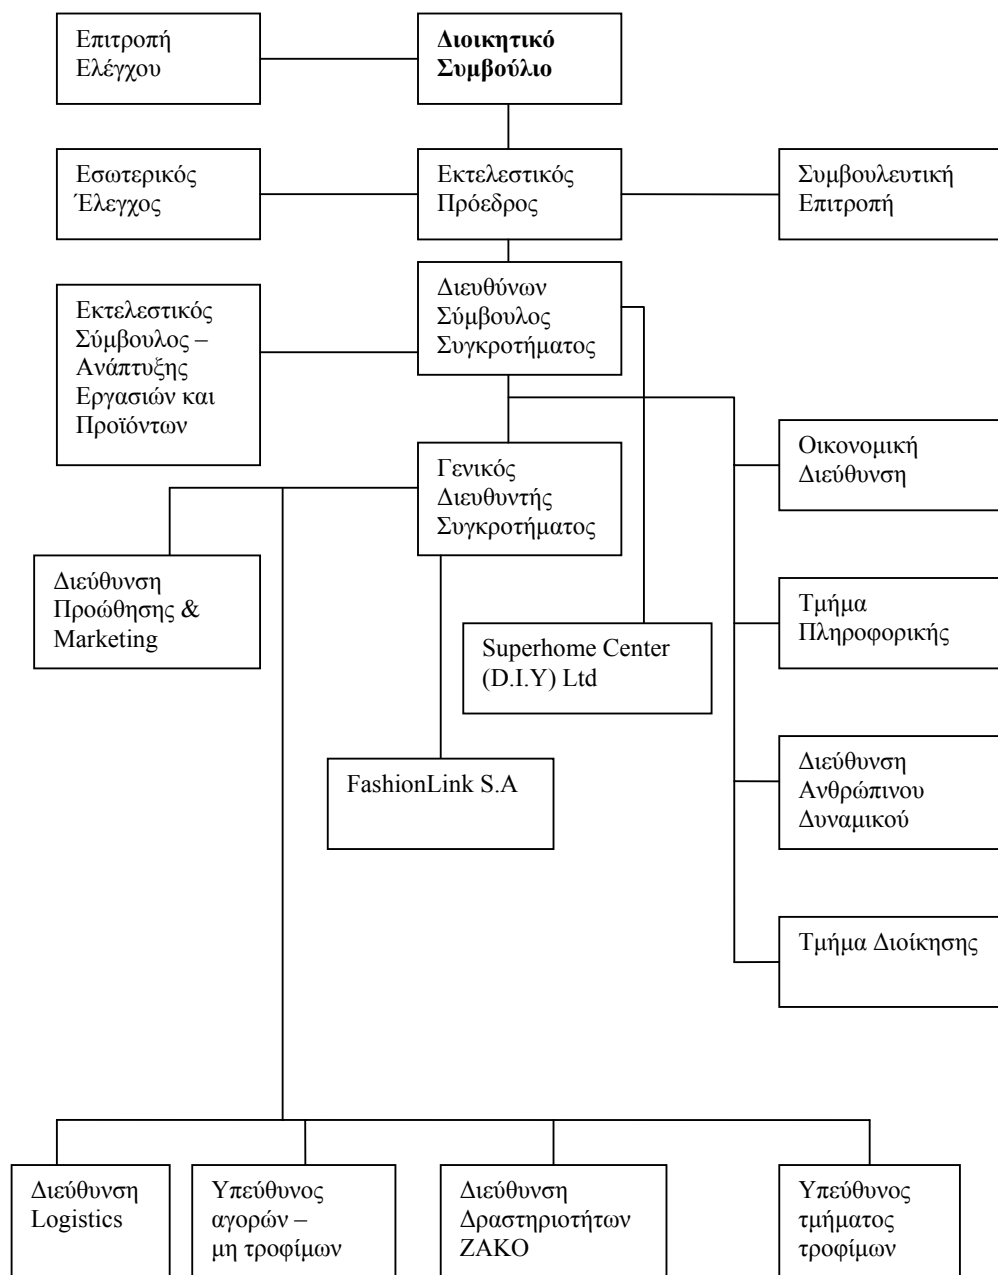 Επιτροπή
Ελέγχου
Διοικητικό
Συμβούλιο
Εσωτερικός
Έλεγχος
Εκτελεστικός
Πρόεδρος
Συμβουλευτική
Επιτροπή
Εκτελεστικός
Σύμβουλος –
Ανάπτυξης
Εργασιών και
Προϊόντων
Διευθύνων
Σύμβουλος
Συγκροτήματος
Οικονομική
Διεύθυνση
Γενικός
Διευθυντής
Συγκροτήματος
Διεύθυνση
Προώθησης &
Marketing
Τμήμα
Πληροφορικής
Superhome Center
(D.I.Y) Ltd
FashionLink S.A
Διεύθυνση
Ανθρώπινου
Δυναμικού
Τμήμα Διοίκησης
Διεύθυνση
Logistics
Υπεύθυνος
αγορών –
μη τροφίμων
Διεύθυνση
Δραστηριοτήτων
ZAKO
Υπεύθυνος
τμήματος
τροφίμων